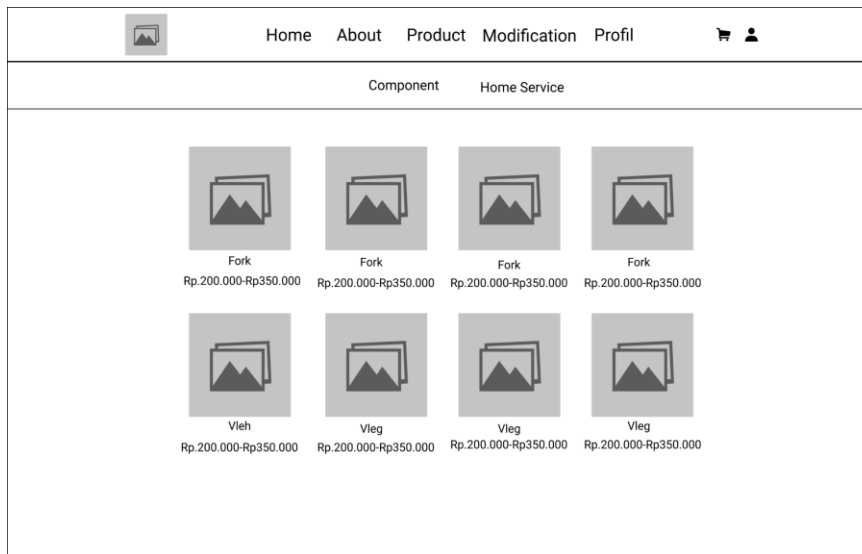 Home About Product Modification Profil
Component Home Service
Fork Fork Fork Fork
Rp.200.000-Rp350.000 Rp.200.000-Rp350.000 Rp.200.000-Rp350.000 Rp.200.000-Rp350.000
Vleh Vleg Vleg Vleg
Rp.200.000-Rp350.000 Rp.200.000-Rp350.000 Rp.200.000-Rp350.000 Rp.200.000-Rp350.000